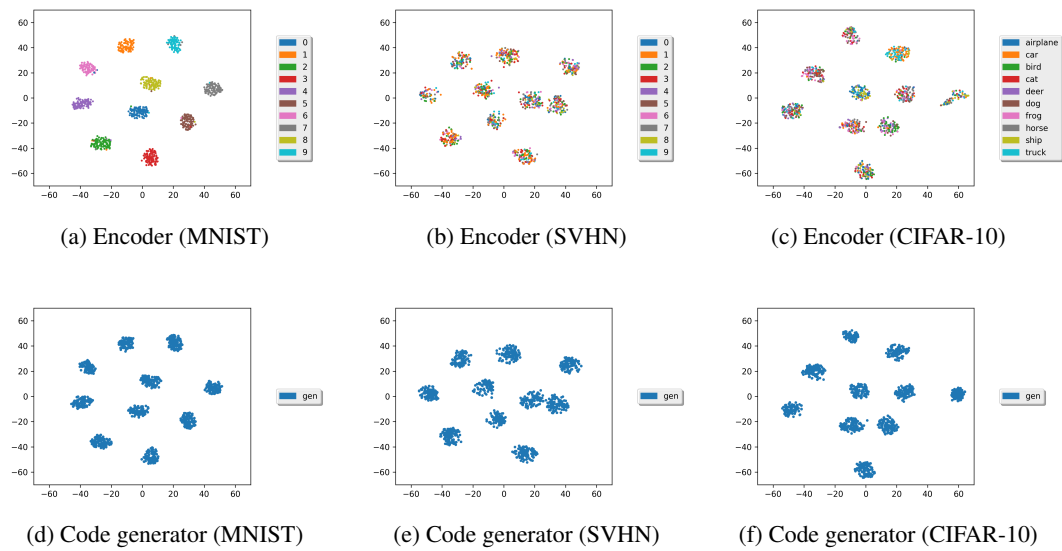 60
40
20
0
−20
−40
−60
−60 −40 −20 0 20 40 60
0
1
2
3
4
5
6
7
8
9
(a) Encoder (MNIST)
60
40
20
0
−20
−40
−60
−60 −40 −20 0 20 40 60
0
1
2
3
4
5
6
7
8
9
(b) Encoder (SVHN)
60
40
20
0
−20
−40
−60
−60 −40 −20 0 20 40 60
airplane
car
bird
cat
deer
dog
frog
horse
ship
truck
(c) Encoder (CIFAR-10)
60
40
20
0
−20
−40
−60
−60 −40 −20 0 20 40 60
gen
(d) Code generator (MNIST)
60
40
20
0
−20
−40
−60
−60 −40 −20 0 20 40 60
gen
(e) Code generator (SVHN)
60
40
20
0
−20
−40
−60
−60 −40 −20 0 20 40 60
gen
(f) Code generator (CIFAR-10)